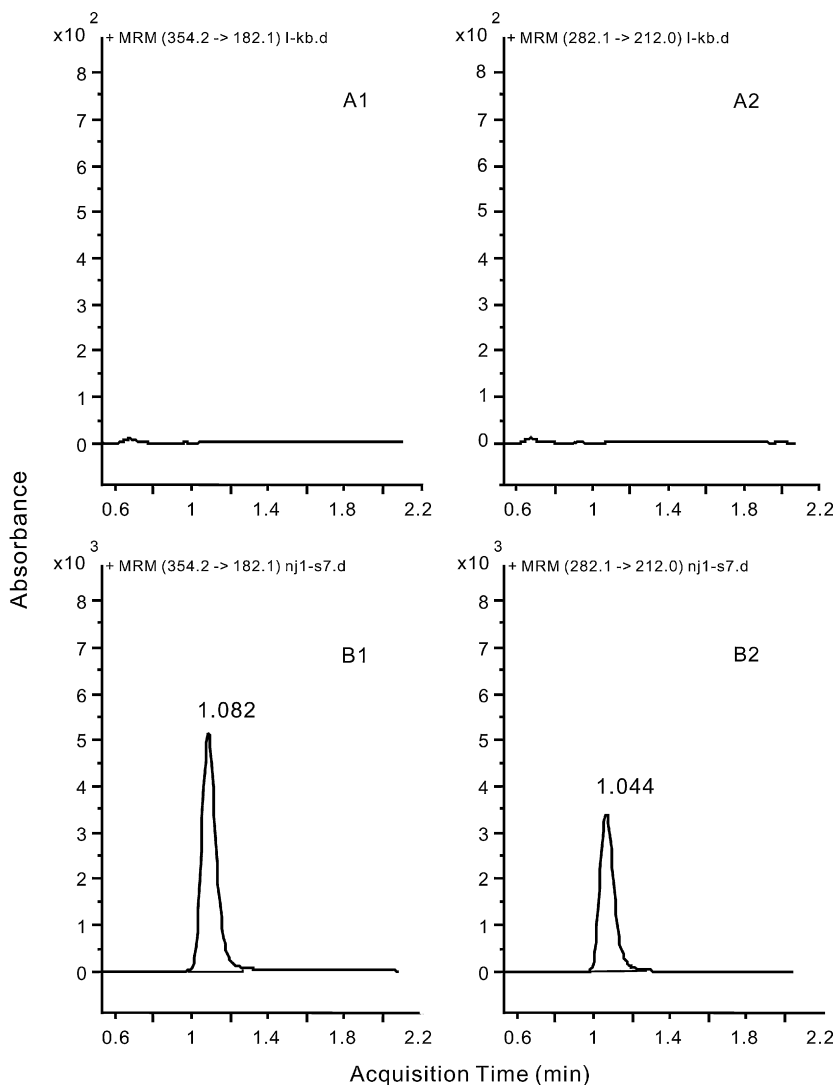 x10 2
+ MRM (354.2 -> 182.1) l-kb.d
A1
8
7
6
5
4
3
2
1
0
0.6 1 1.4 1.8 2.2
x10 2
+ MRM (282.1 -> 212.0) l-kb.d
A2
8
7
6
5
4
3
2
1
0
0.6 1 1.4 1.8 2.2
Absorbance
x10 3
+ MRM (354.2 -> 182.1) nj1-s7.d
B1
1.082
8
7
6
5
4
3
2
1
0
0.6 1 1.4 1.8 2.2
x10 3
+ MRM (282.1 -> 212.0) nj1-s7.d
B2
1.044
8
7
6
5
4
3
2
1
0
0.6 1 1.4 1.8 2.2
Acquisition Time (min)